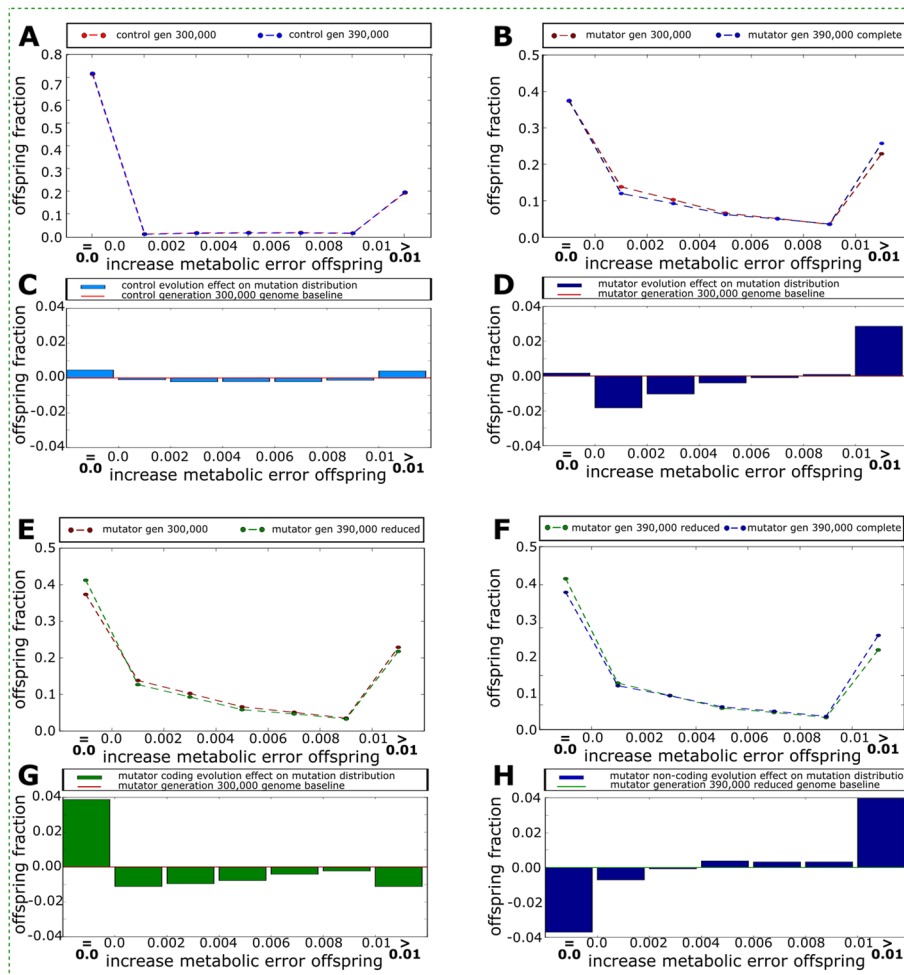 A
control gen 300,000 control gen 390,000
0.8
0.7
0.6
0.5
0.4
0.3
0.2
0.1
0.0
offspring fraction
= 0.0 0.002 0.004 0.006 0.008 0.01 >
0.0 increase metabolic error offspring 0.01
B
mutator gen 300,000 mutator gen 390,000 complete
0.5
0.4
0.3
0.2
0.1
0.0
offspring fraction
= 0.0 0.002 0.004 0.006 0.008 0.01 >
0.0 increase metabolic error offspring 0.01
C
control evolution effect on mutation distribution
control generation 300,000 genome baseline
0.04
0.02
0.00
-0.02
-0.04
offspring fraction
= 0.0 0.002 0.004 0.006 0.008 0.01 >
0.0 increase metabolic error offspring 0.01
D
mutator evolution effect on mutation distribution
mutator generation 300,000 genome baseline
0.04
0.02
0.00
-0.02
-0.04
offspring fraction
= 0.0 0.002 0.004 0.006 0.008 0.01 >
0.0 increase metabolic error offspring 0.01
E
mutator gen 300,000 mutator gen 390,000 reduced
0.5
0.4
0.3
0.2
0.1
0.0
offspring fraction
= 0.0 0.002 0.004 0.006 0.008 0.01 >
0.0 increase metabolic error offspring 0.01
F
mutator gen 390,000 reduced mutator gen 390,000 complete
0.5
0.4
0.3
0.2
0.1
0.0
offspring fraction
= 0.0 0.002 0.004 0.006 0.008 0.01 >
0.0 increase metabolic error offspring 0.01
G
mutator coding evolution effect on mutation distribution
mutator generation 300,000 genome baseline
0.04
0.02
0.00
-0.02
-0.04
offspring fraction
= 0.0 0.002 0.004 0.006 0.008 0.01 >
0.0 increase metabolic error offspring 0.01
H
mutator non-coding evolution effect on mutation distributio
mutator generation 390,000 reduced genome baseline
0.04
0.02
0.00
-0.02
-0.04
offspring fraction
= 0.0 0.002 0.004 0.006 0.008 0.01 >
0.0 increase metabolic error offspring 0.01